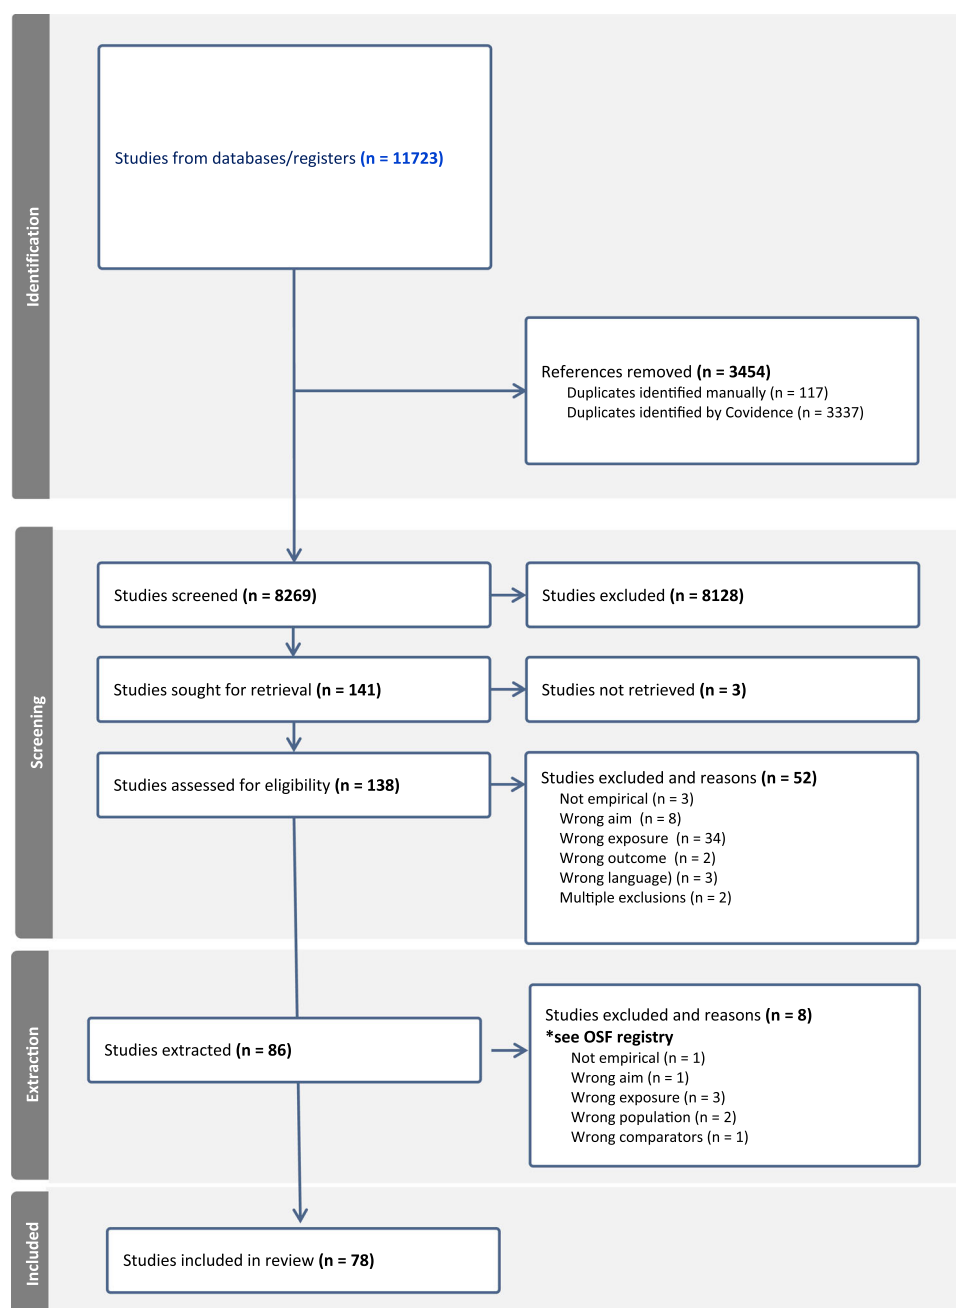 Identification
Studies from databases/registers (n = 11723)
References removed (n = 3454)
Duplicates identified manually (n = 117)
Duplicates identified by Covidence (n = 3337)
Screening
Studies screened (n = 8269)
Studies excluded (n = 8128)
Studies sought for retrieval (n = 141)
Studies not retrieved (n = 3)
Studies assessed for eligibility (n = 138)
Studies excluded and reasons (n = 52)
Not empirical (n = 3)
Wrong aim (n = 8)
Wrong exposure (n = 34)
Wrong outcome (n = 2)
Wrong language) (n = 3)
Multiple exclusions (n = 2)
Extraction
Studies extracted (n = 86)
Studies excluded and reasons (n = 8)
*see OSF registry
Not empirical (n = 1)
Wrong aim (n = 1)
Wrong exposure (n = 3)
Wrong population (n = 2)
Wrong comparators (n = 1)
Included
Studies included in review (n = 78)